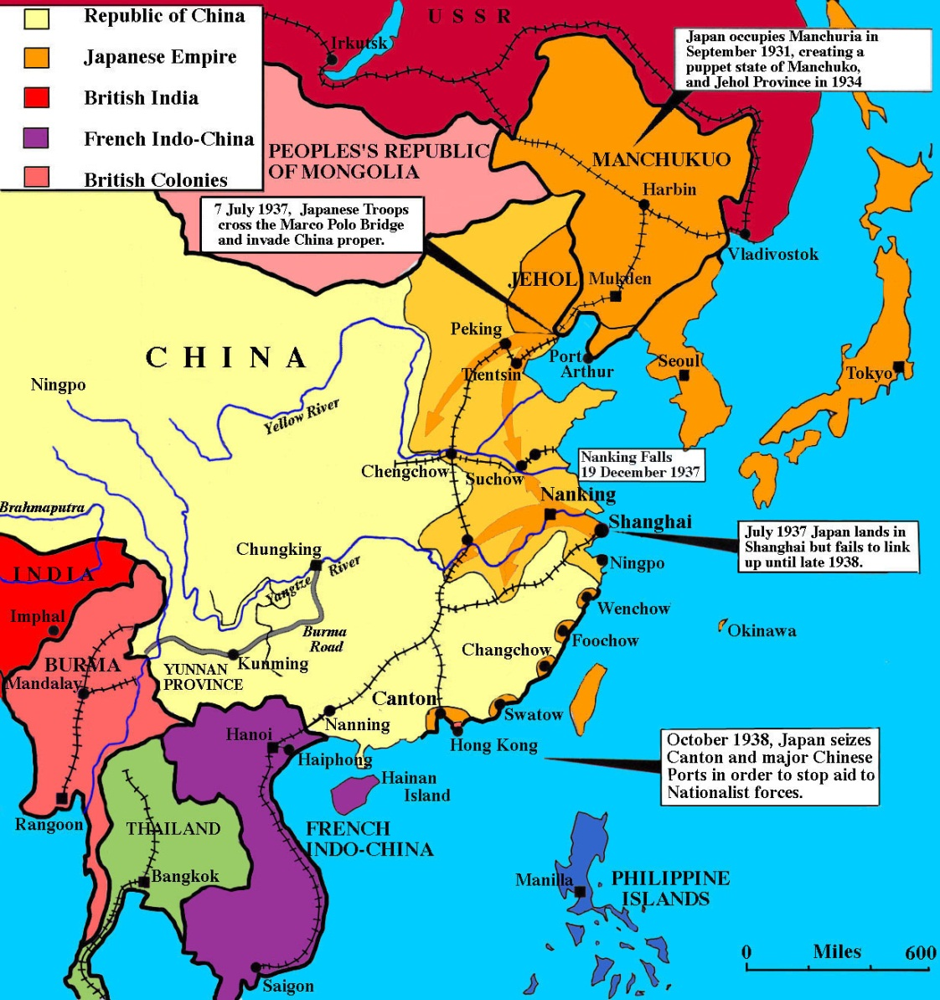 Republic of China
Japanese Empire
British India
French Indo-China
British Colonies
USSR
Irkutsk
Japan occupies Manchuria in
September 1931, creating a
puppet state of Manchuko,
and Jehol Province in 1934
PEOPLES'S REPUBLIC
OF MONGOLIA
MANCHUKUO
Harbin
7 July 1937, Japanese Troops
cross the Marco Polo Bridge
and invade China proper.
Vladivostok
JEHOL
Mukden
Peking
CHINA
Port
Arthur
Seoul
Tientsin
Tokyo
Ningpo
Yellow River
Nanking Falls
19 December 1937
Chengchow
Suchow
Nanking
Brahmaputra
Shanghai
July 1937 Japan lands in
Shanghai but fails to link
up until late 1938.
Chungking
Yangtze River
Ningpo
INDIA
Imphal
Wenchow
Burma
Road
Foochow
Okinawa
Changchow
BURMA
Kunming
YUNNAN
PROVINCE
Mandalay
Canton
Swatow
Nanning
Hong Kong
Hanoi
Haiphong
October 1938, Japan seizes
Canton and major Chinese
Ports in order to stop aid to
Nationalist forces.
Hainan
Island
Rangoon
THAILAND
FRENCH
INDO-CHINA
Bangkok
Manilla
PHILIPPINE
ISLANDS
0 Miles 600
Saigon